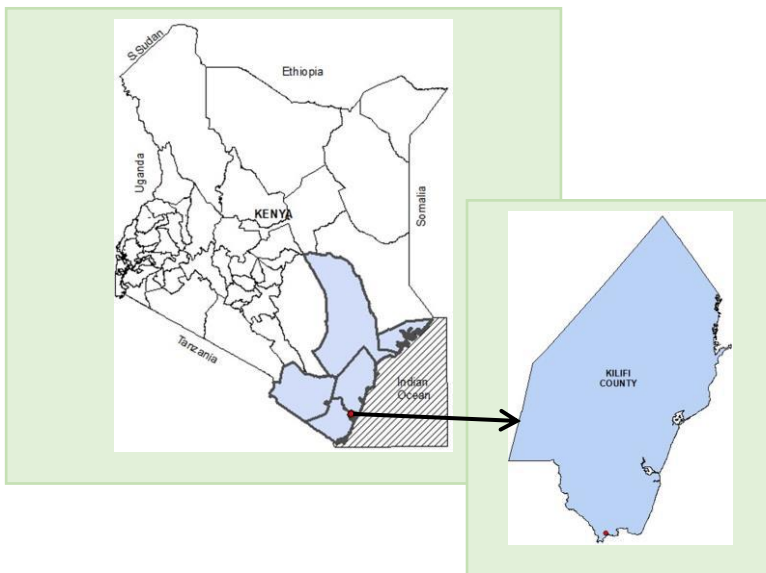 S.Sudan
Ethiopia
Uganda
KENYA
Somalia
Tanzania
Indian
Ocean
KILIFI
COUNTY